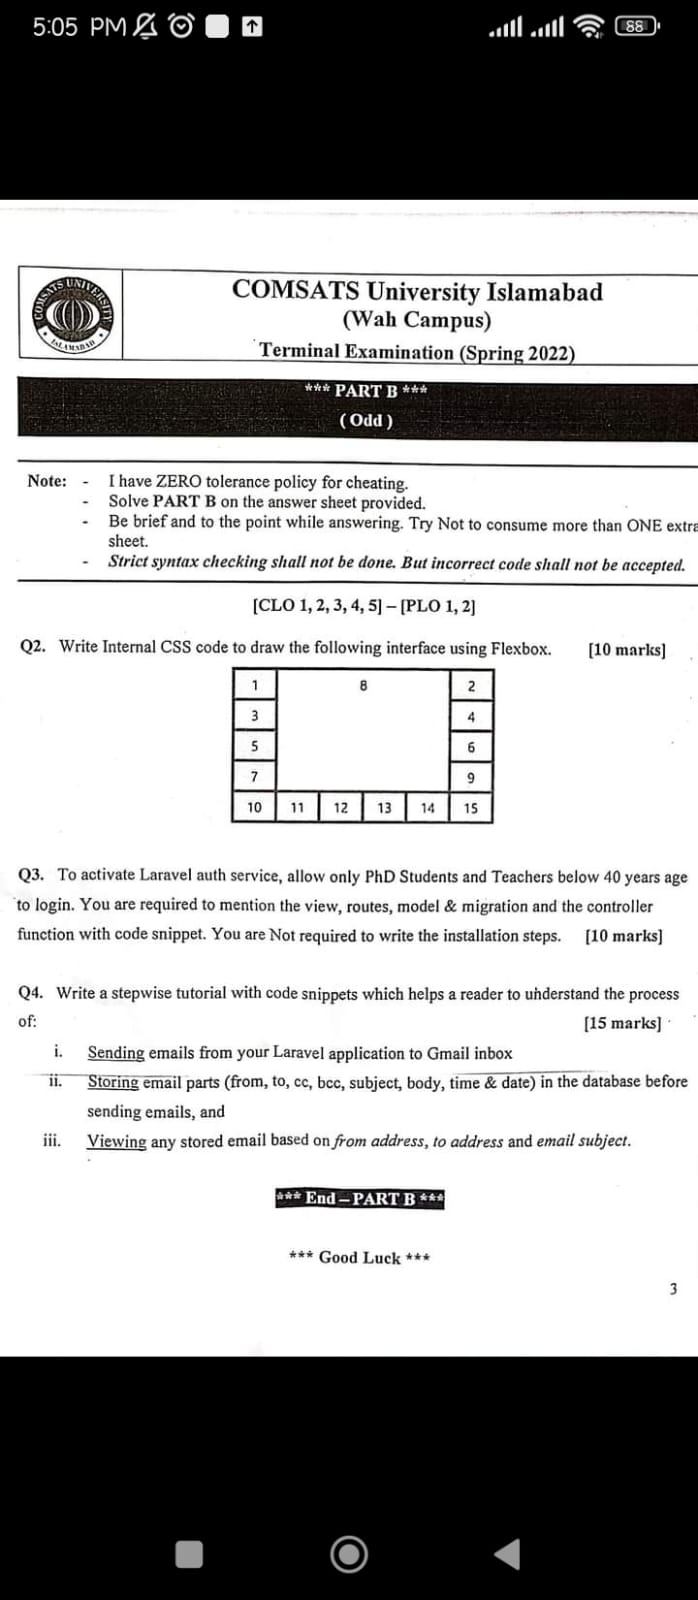 5:05 PM
88
COMSATS UNIVERSITY
ISLAMABAD
COMSATS University Islamabad
(Wah Campus)
Terminal Examination (Spring 2022)
*** PART B ***
( Odd )
Note: - I have ZERO tolerance policy for cheating.
- Solve PART B on the answer sheet provided.
- Be brief and to the point while answering. Try Not to consume more than ONE extra
sheet.
- Strict syntax checking shall not be done. But incorrect code shall not be accepted.
[CLO 1, 2, 3, 4, 5] – [PLO 1, 2]
Q2. Write Internal CSS code to draw the following interface using Flexbox. [10 marks]
1 8 2
3 4
5 6
7 9
10 11 12 13 14 15
Q3. To activate Laravel auth service, allow only PhD Students and Teachers below 40 years age
to login. You are required to mention the view, routes, model & migration and the controller
function with code snippet. You are Not required to write the installation steps. [10 marks]
Q4. Write a stepwise tutorial with code snippets which helps a reader to understand the process
of: [15 marks]
i. Sending emails from your Laravel application to Gmail inbox
ii. Storing email parts (from, to, cc, bcc, subject, body, time & date) in the database before
sending emails, and
iii. Viewing any stored email based on from address, to address and email subject.
*** End – PART B ***
*** Good Luck ***
3